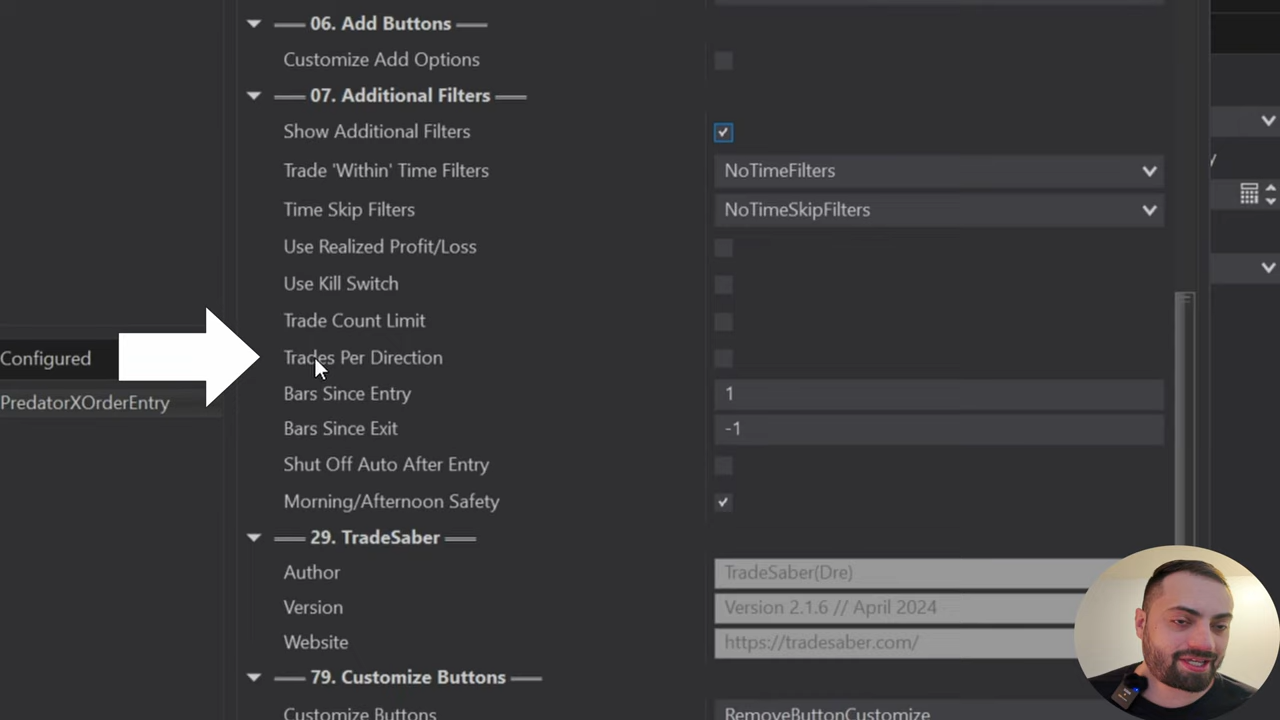 06. Add Buttons
Customize Add Options
07. Additional Filters
Show Additional Filters
Trade 'Within' Time Filters NoTimeFilters
Time Skip Filters NoTimeSkipFilters
Use Realized Profit/Loss
Use Kill Switch
Trade Count Limit
Configured
Trades Per Direction
Bars Since Entry 1
PredatorXOrderEntry
Bars Since Exit -1
Shut Off Auto After Entry
Morning/Afternoon Safety
29. TradeSaber
Author TradeSaber(Dre)
Version Version 2.1.6 // April 2024
Website https://tradesaber.com/
79. Customize Buttons
Customize Buttons RemoveButtonCustomize